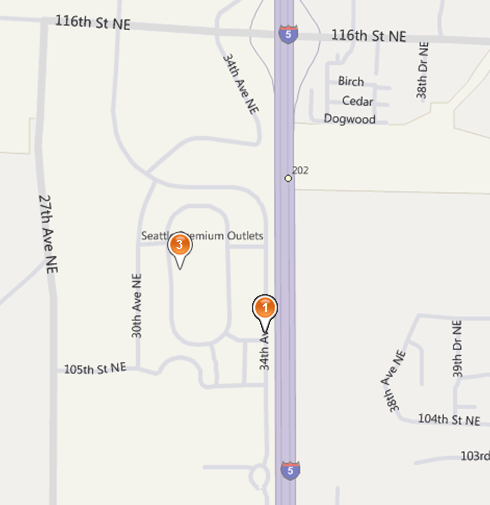 116th St NE
5
116th St NE
34th Ave NE
38th Dr NE
Birch
Cedar
Dogwood
202
27th Ave NE
Seattle Premium Outlets
3
30th Ave NE
1
34th Av
105th St NE
39th Dr NE
38th Ave NE
104th St NE
103rd
5